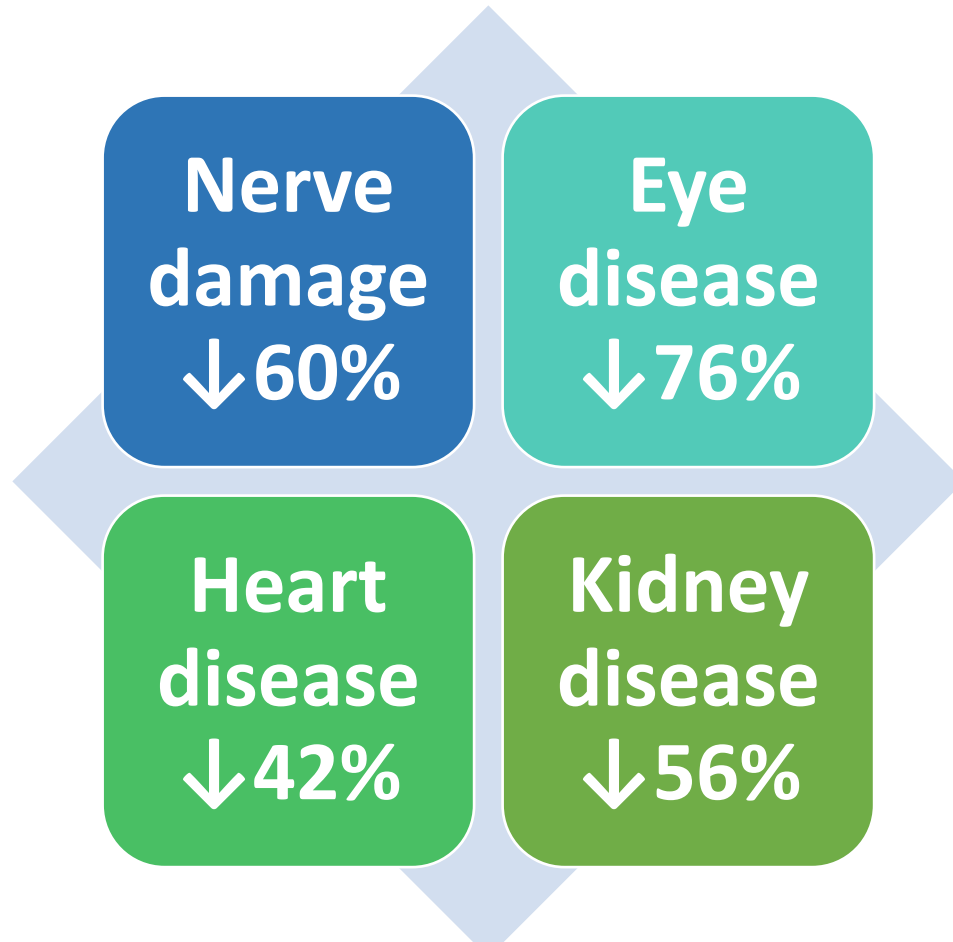 Nerve
damage
↓60%
Eye
disease
↓76%
Heart
disease
↓42%
Kidney
disease
↓56%